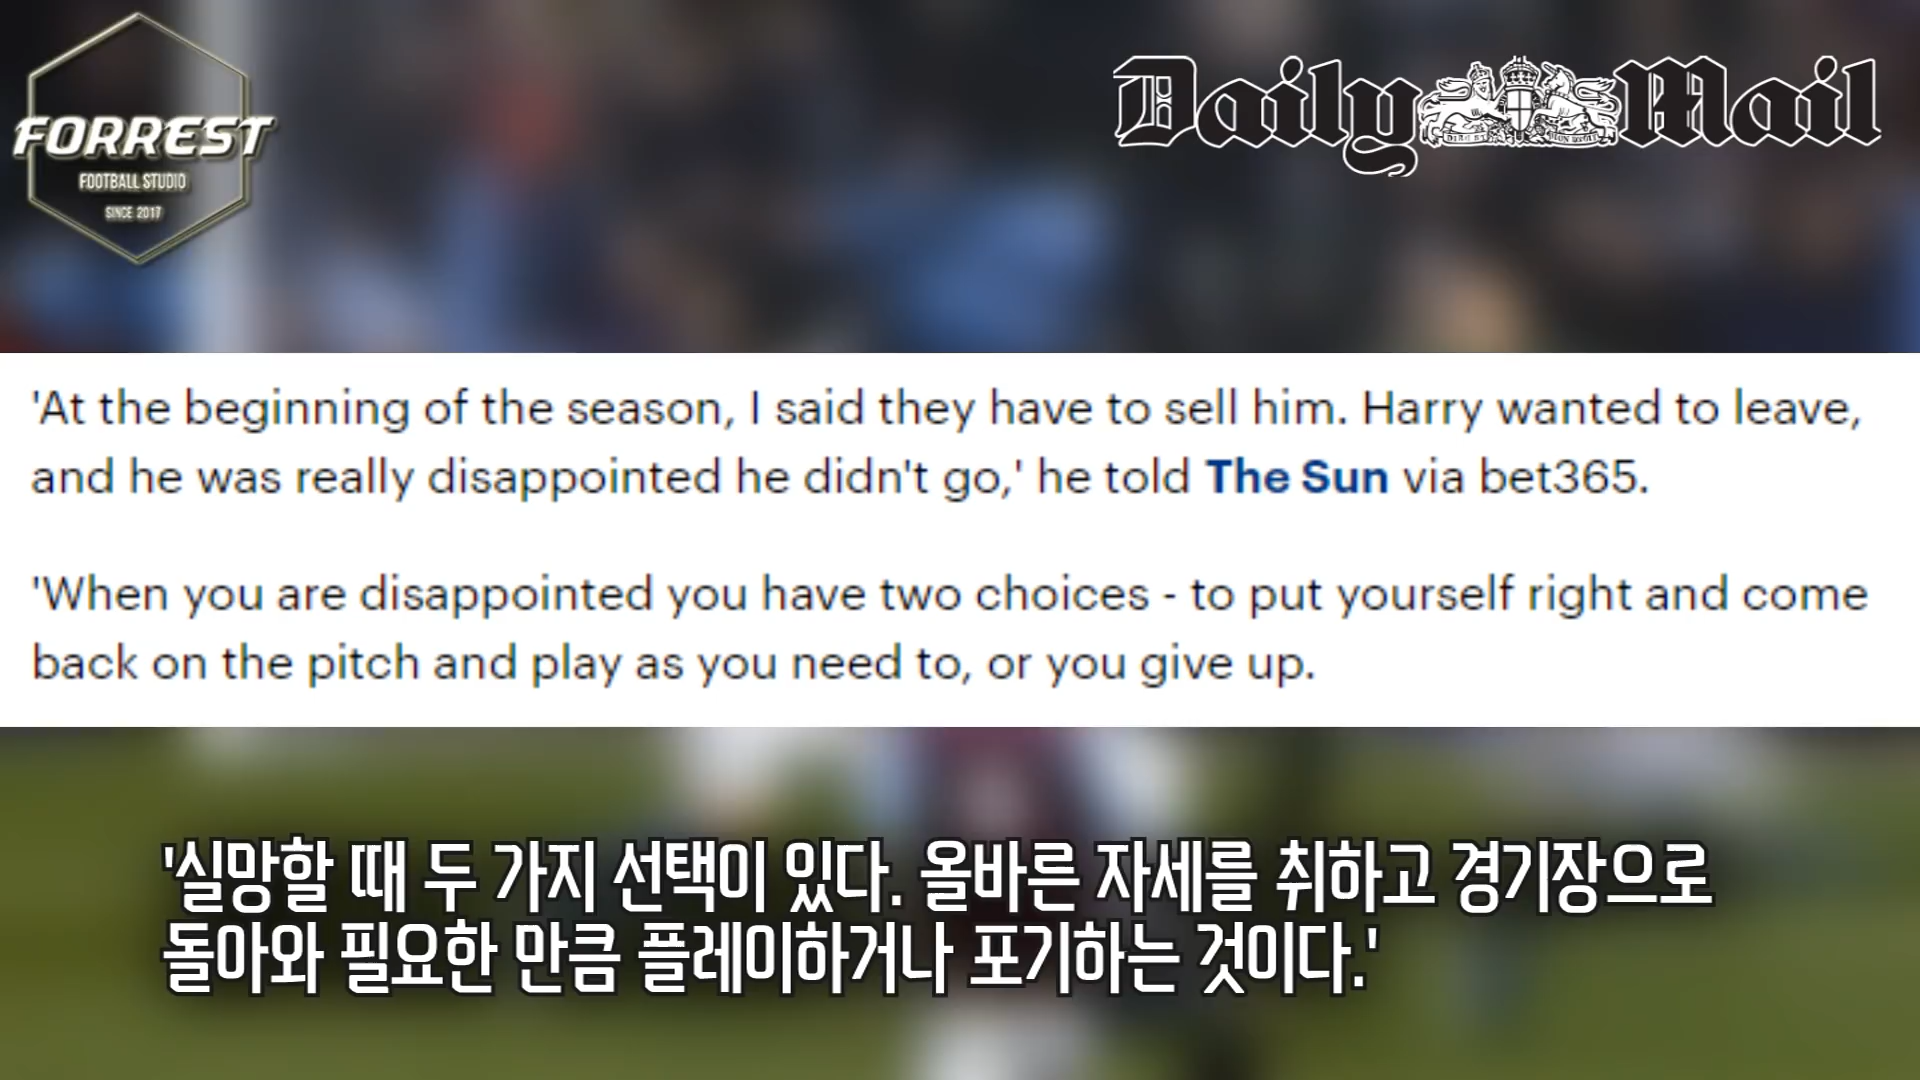 FORREST
FOOTBALL STUDIO
SINCE 2017
Daily Mail
'At the beginning of the season, I said they have to sell him. Harry wanted to leave,
and he was really disappointed he didn't go,' he told The Sun via bet365.
'When you are disappointed you have two choices - to put yourself right and come
back on the pitch and play as you need to, or you give up.
'실망할 때 두 가지 선택이 있다. 올바른 자세를 취하고 경기장으로
돌아와 필요한 만큼 플레이하거나 포기하는 것이다.'